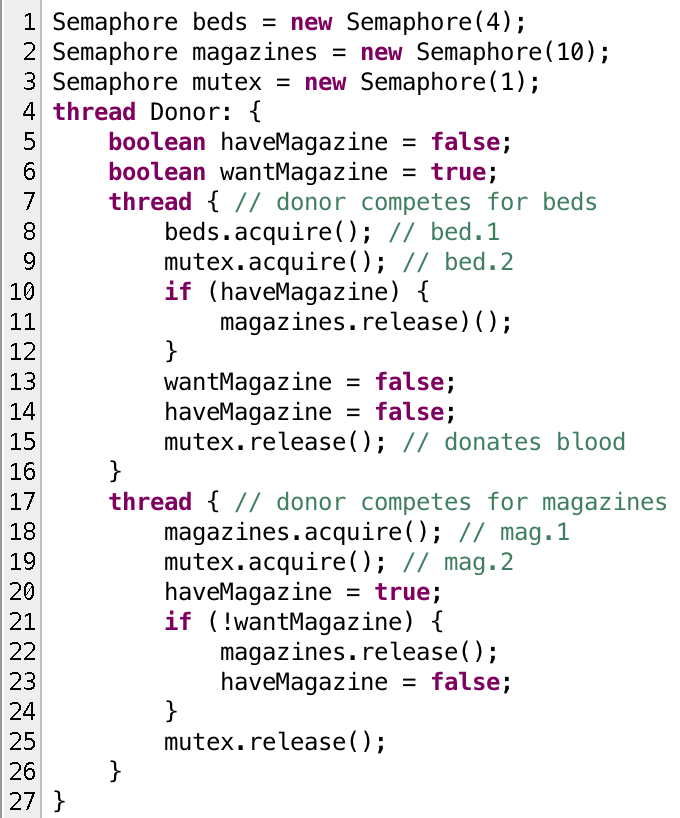 1 Semaphore beds = new Semaphore(4);
2 Semaphore magazines = new Semaphore(10);
3 Semaphore mutex = new Semaphore(1);
4 thread Donor: {
5     boolean haveMagazine = false;
6     boolean wantMagazine = true;
7     thread { // donor competes for beds
8         beds.acquire(); // bed.1
9         mutex.acquire(); // bed.2
10         if (haveMagazine) {
11             magazines.release)();
12         }
13         wantMagazine = false;
14         haveMagazine = false;
15         mutex.release(); // donates blood
16     }
17     thread { // donor competes for magazines
18         magazines.acquire(); // mag.1
19         mutex.acquire(); // mag.2
20         haveMagazine = true;
21         if (!wantMagazine) {
22             magazines.release();
23             haveMagazine = false;
24         }
25         mutex.release();
26     }
27 }